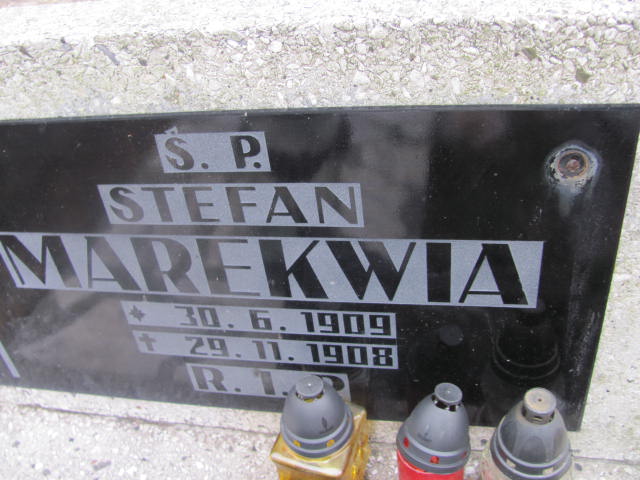 Ś. P.
STEFAN
MAREKWIA
* 30. 6. 1909
† 29. 11. 1908